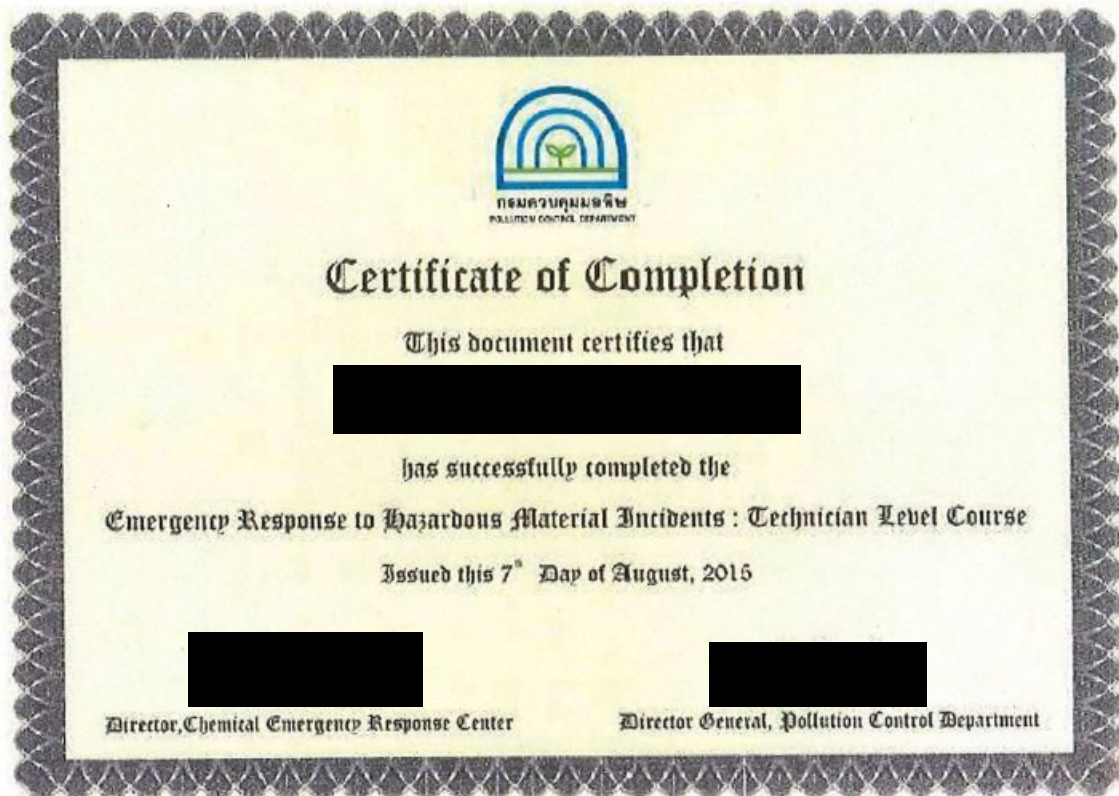 กรมควบคุมมลพิษ
POLLUTION CONTROL DEPARTMENT
Certificate of Completion
This document certifies that
has successfully completed the
Emergency Response to Hazardous Material Incidents : Technician Level Course
Issued this 7th Day of August, 2015
Director,Chemical Emergency Response Center
Director General, Pollution Control Department